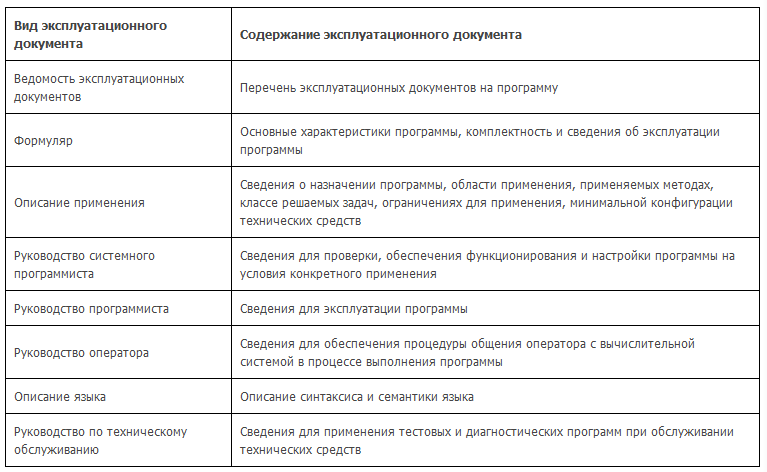 Вид эксплуатационного
документа
Содержание эксплуатационного документа
Ведомость эксплуатационных
документов
Перечень эксплуатационных документов на программу
Формуляр
Основные характеристики программы, комплектность и сведения об эксплуатации
программы
Описание применения
Сведения о назначении программы, области применения, применяемых методах,
классе решаемых задач, ограничениях для применения, минимальной конфигурации
технических средств
Руководство системного
программиста
Сведения для проверки, обеспечения функционирования и настройки программы на
условия конкретного применения
Руководство программиста
Сведения для эксплуатации программы
Руководство оператора
Сведения для обеспечения процедуры общения оператора с вычислительной
системой в процессе выполнения программы
Описание языка
Описание синтаксиса и семантики языка
Руководство по техническому
обслуживанию
Сведения для применения тестовых и диагностических программ при обслуживании
технических средств